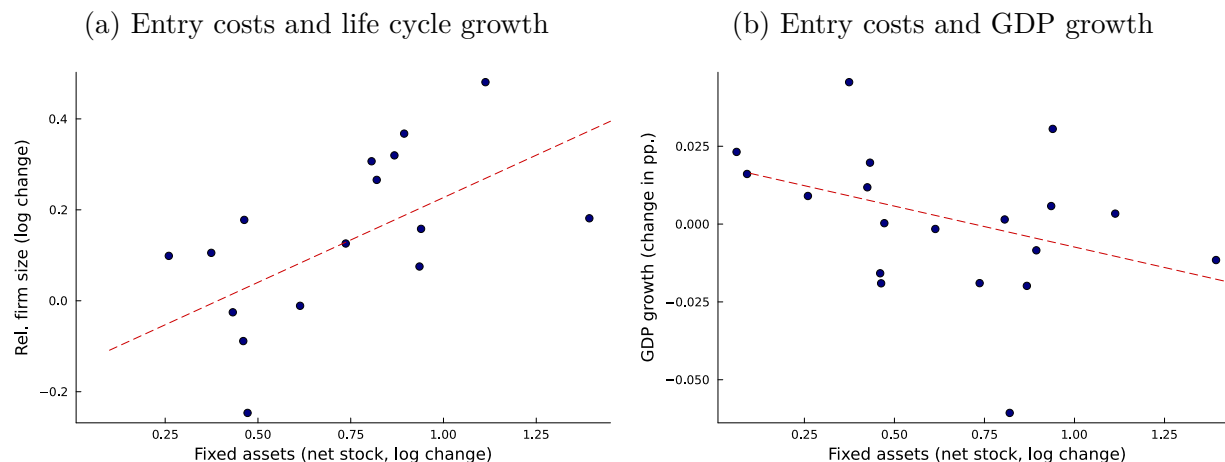 (a) Entry costs and life cycle growth
Rel. firm size (log change)
0.4
0.2
0.0
−0.2
0.25 0.50 0.75 1.00 1.25
Fixed assets (net stock, log change)
(b) Entry costs and GDP growth
GDP growth (change in pp.)
0.025
0.000
−0.025
−0.050
0.25 0.50 0.75 1.00 1.25
Fixed assets (net stock, log change)